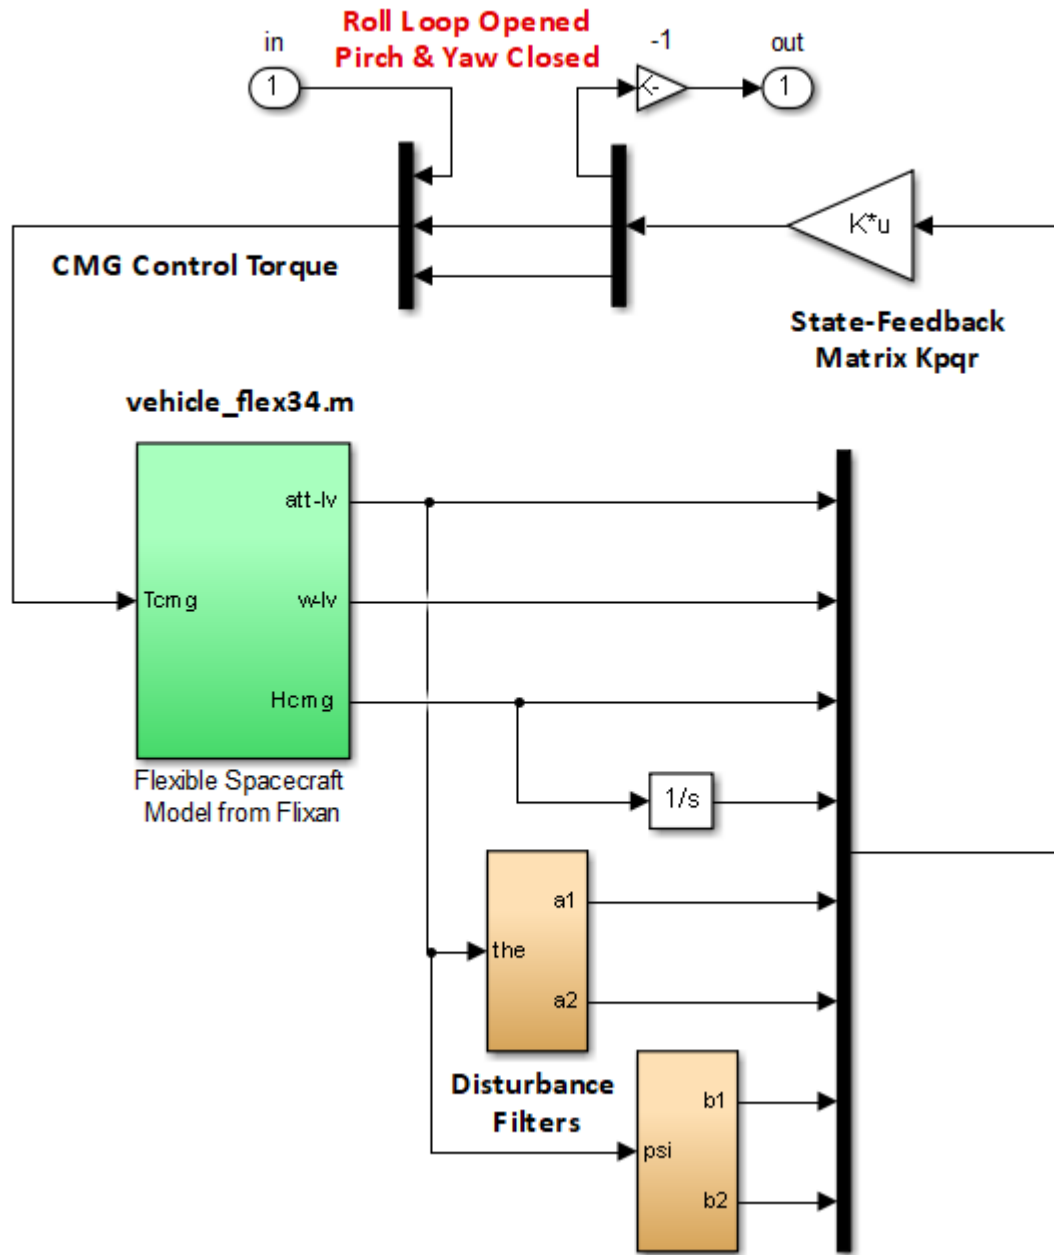 Roll Loop Opened
Pirch & Yaw Closed
in
1
-1
K-
out
1
K*u
CMG Control Torque
State-Feedback
Matrix Kpqr
vehicle_flex34.m
Tcmg
att-lv
w-lv
Hcmg
Flexible Spacecraft
Model from Flixan
1/s
the
a1
a2
Disturbance
Filters
psi
b1
b2